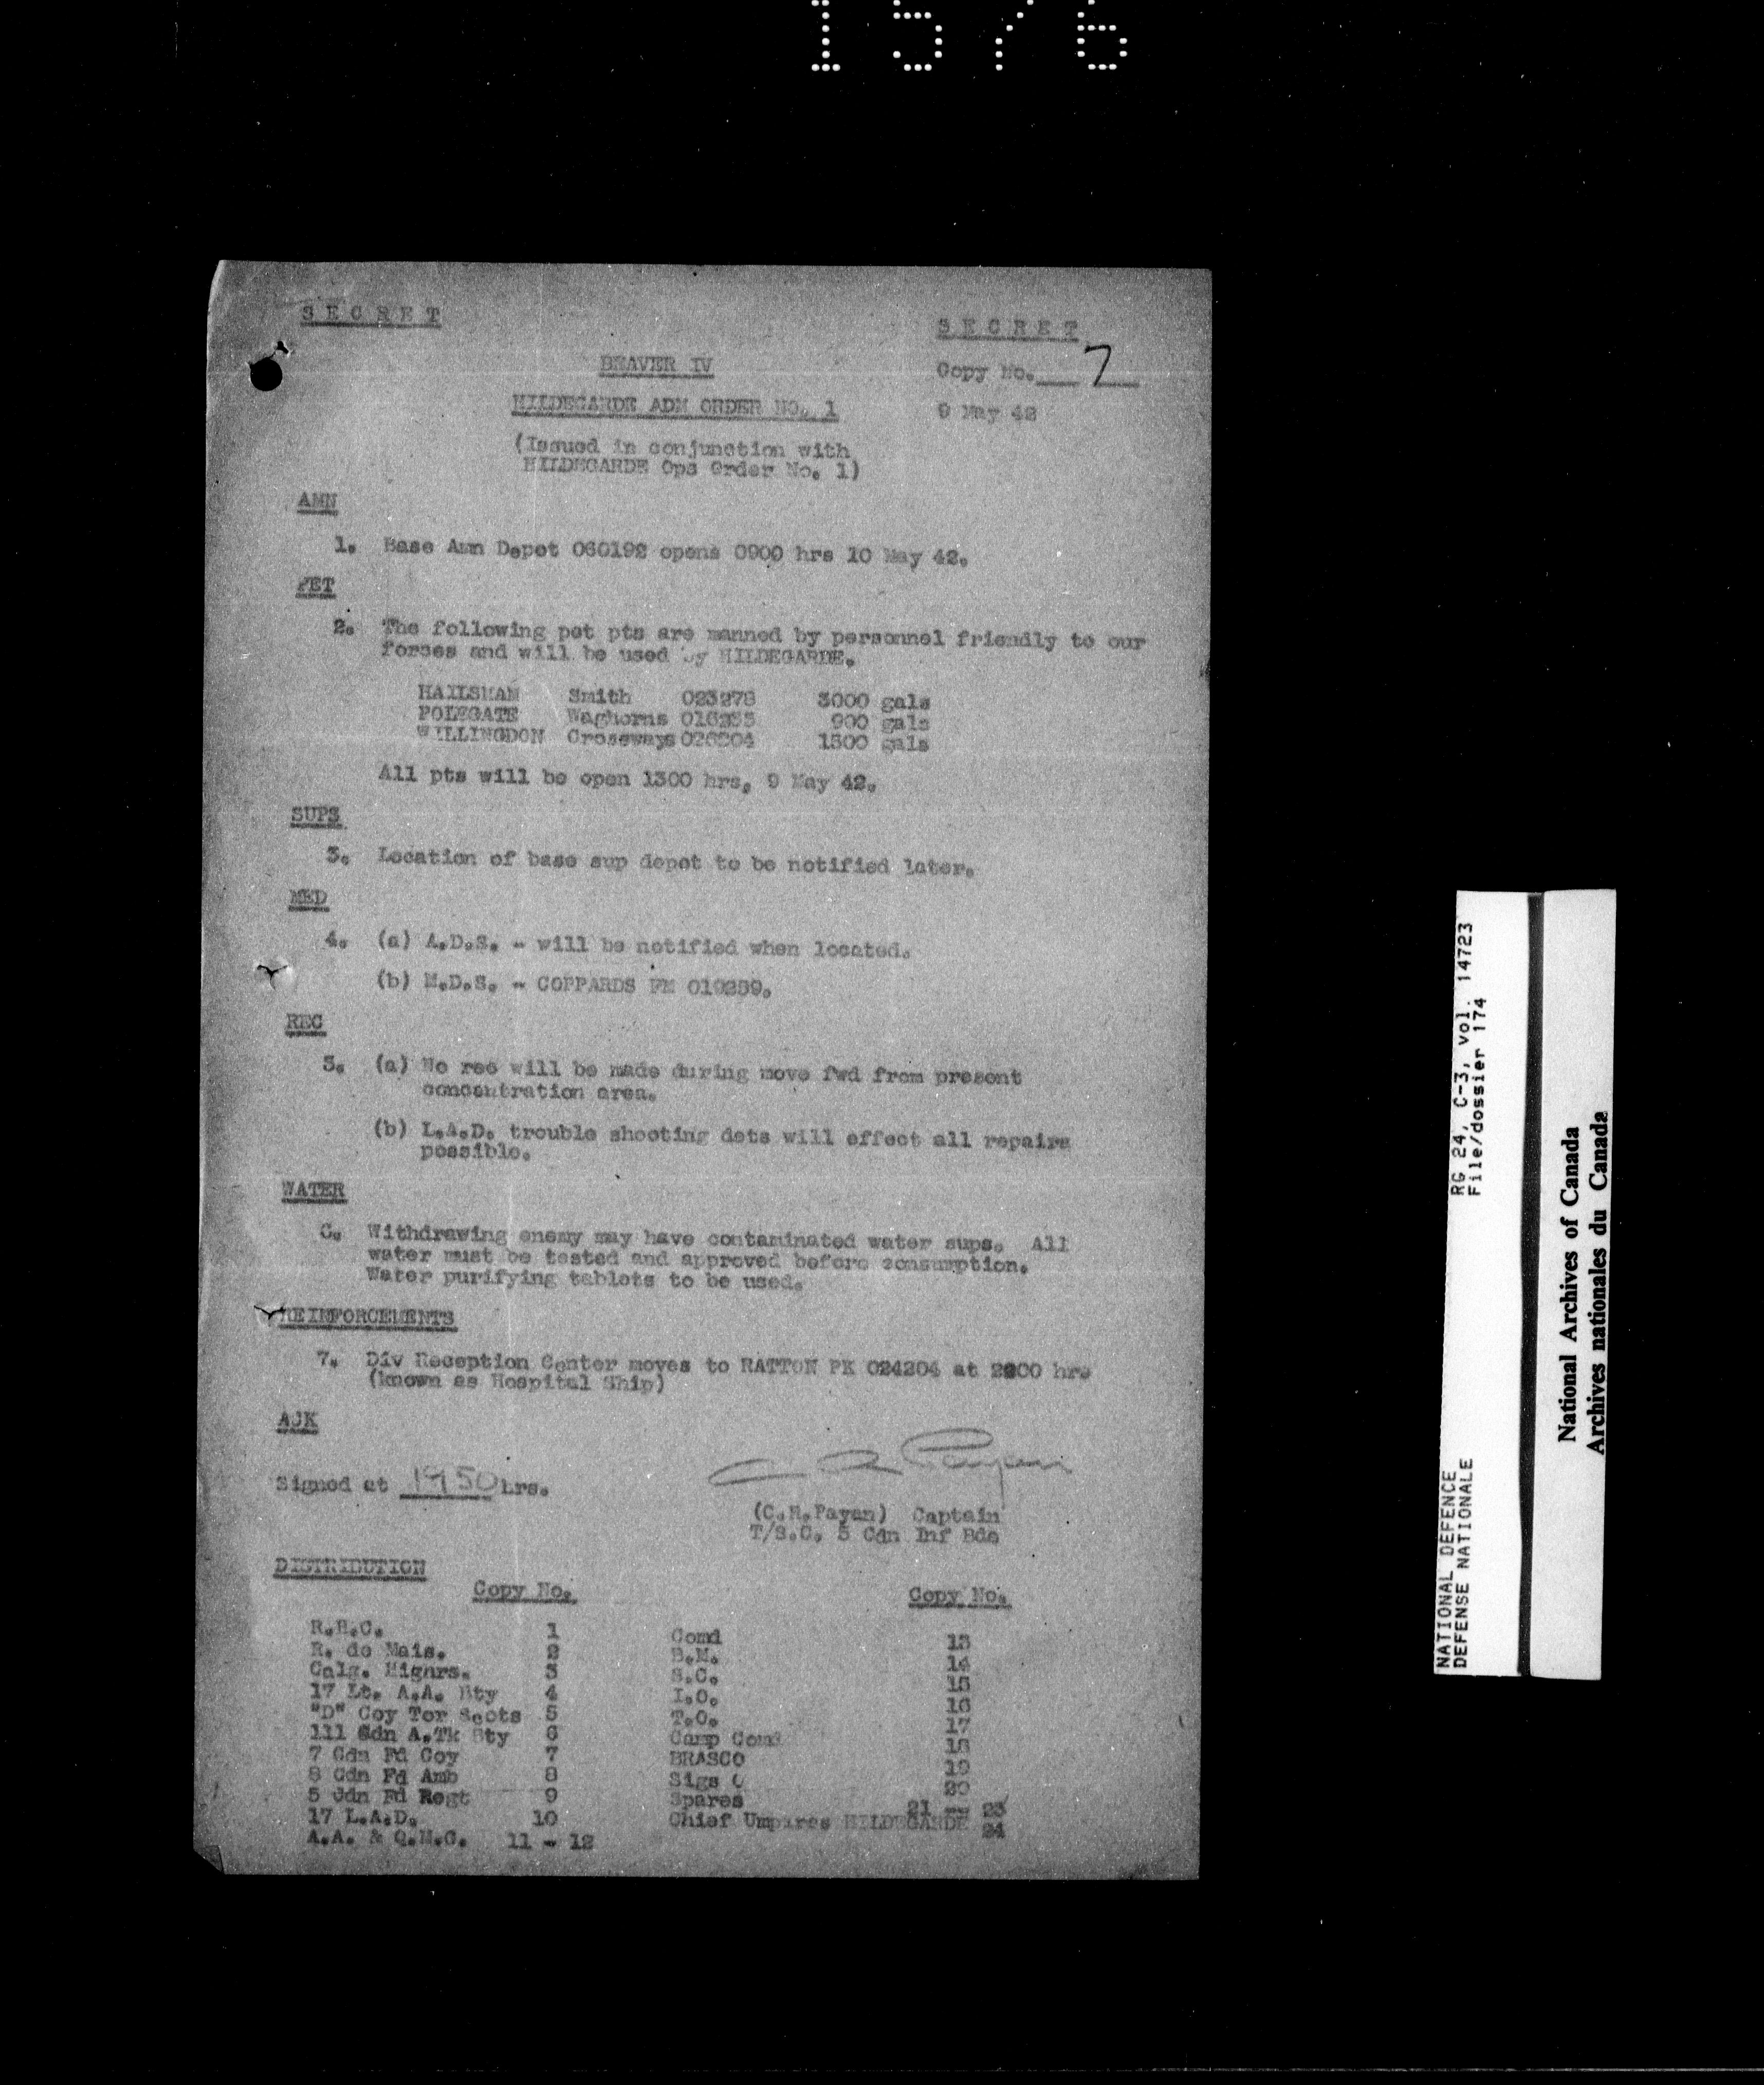 1576
S E C R E T
S E C R E T
BEAVER IV
Copy No. 7
HILDEGARDE ADM ORDER NO. 1
9 May 42
(Issued in conjunction with
HILDEGARDE Ops Order No. 1)
AMN
1. Base Amn Depot 060192 opens 0900 hrs 10 May 42.
PET
2. The following pet pts are manned by personnel friendly to our
forces and will be used by HILDEGARDE.
HAILSHAM Smith 023278 3000 gals
POLEGATE Waghorns 900 gals
WILLINGDON Crossways 1500 gals
All pts will be open 1300 hrs, 9 May 42.
SUPS
3. Location of base sup depot to be notified later.
MED
4. (a) A.D.S. - will be notified when located.
(b) M.D.S. - COPPARDS FM 019259.
REC
5. (a) No rec will be made during move fwd from present
concentration area.
(b) L.A.D. trouble shooting dets will effect all repairs
possible.
WATER
6. Withdrawing enemy may have contaminated water sups. All
water must be tested and approved before consumption.
Water purifying tablets to be used.
REINFORCEMENTS
7. Div Reception Center moves to RATTON PK 024204 at hrs
(known as Hospital Ship)
ACK
Signed at 1950 hrs.
(C.R.Payan) Captain
T/S.C. 5 Cdn Inf Bde
DISTRIBUTION
Copy No. Copy No.
R.H.C. 1 Comd 13
R. de Mais. 2 B.M. 14
Calg. Highrs. 3 S.C. 15
17 Lt. A.A. Bty 4 I.O. 16
"D" Coy Tor Scots 5 T.O. 17
111 Cdn A.Tk Bty 6 Camp Comd 18
7 Cdn Fd Coy 7 BRASCO 19
8 Cdn Fd Amb 8 Sigs O 20
5 Cdn Fd Regt 9 Spares 21 -- 23
17 L.A.D. 10 Chief Umpires HILDEGARDE 24
A.A. & Q.M.G. 11 - 12
NATIONAL DEFENCE RG 24, C-3, vol. 14723
DEFENSE NATIONALE File/dossier 174
National Archives of Canada
Archives nationales du Canada